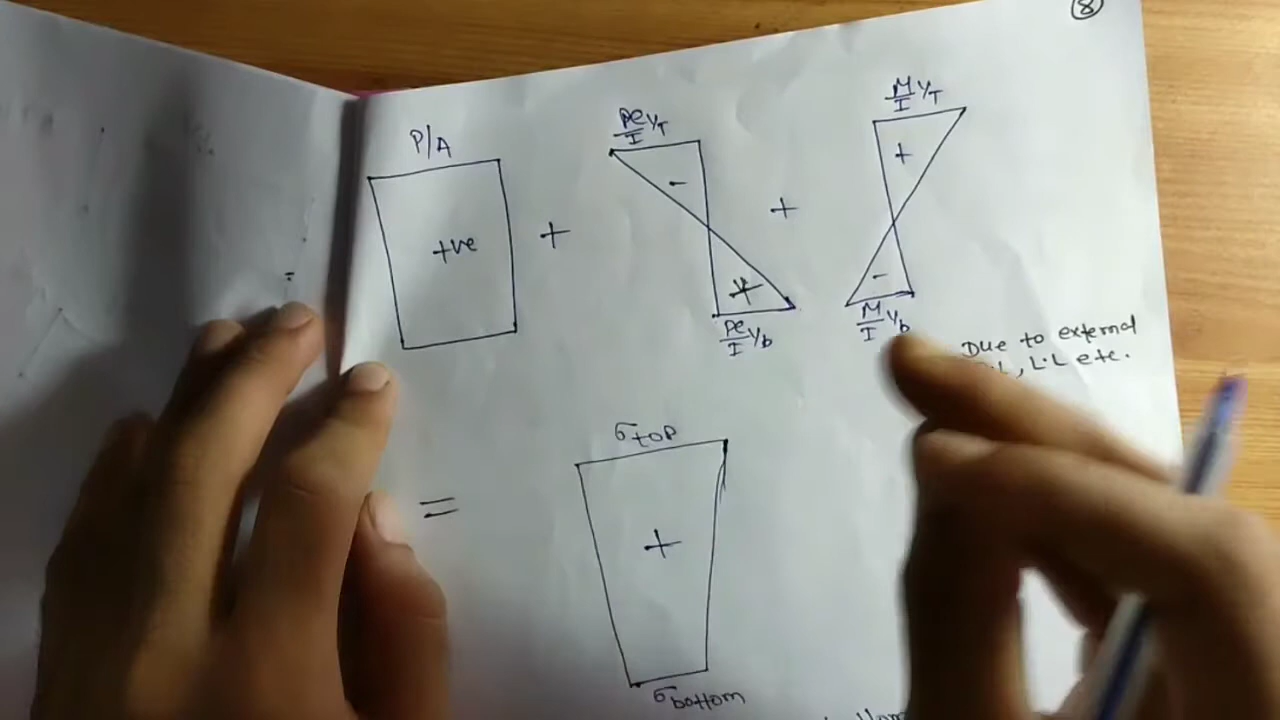 8
P/A
+ve
+
Pe/I yT
-
+
Pe/I yb
+
M/I yT
+
-
M/I yb
Due to external
L, L.L etc.
=
σtop
+
σbottom